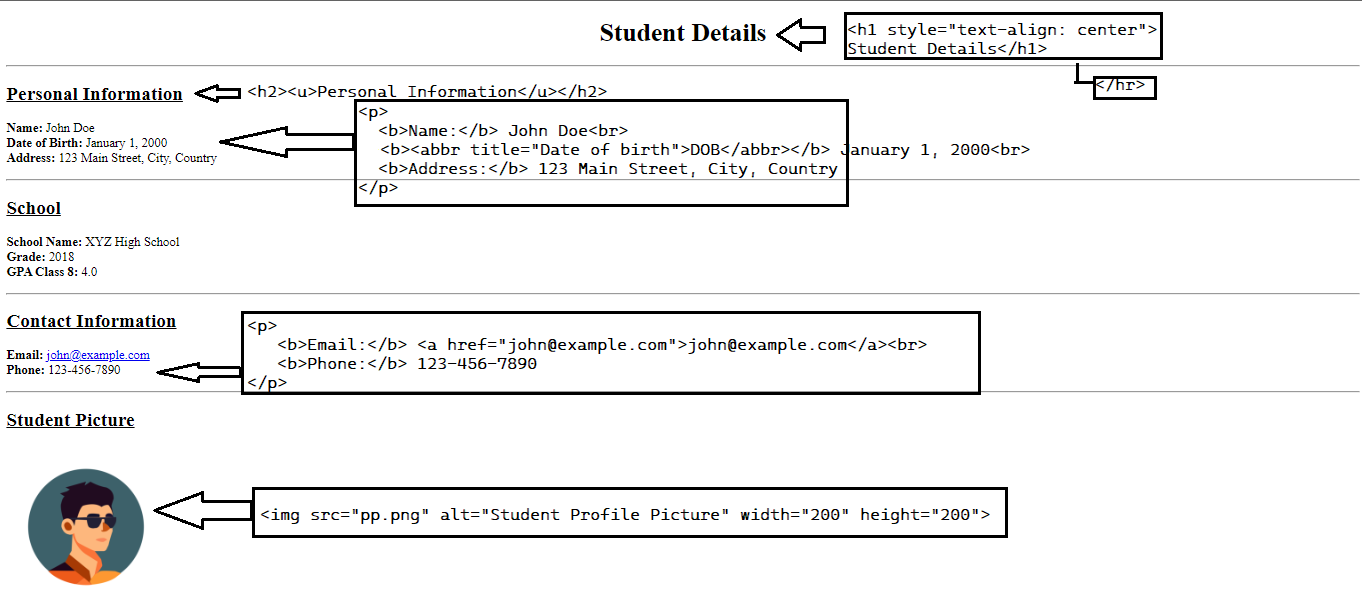 Student Details
<h1 style="text-align: center">
Student Details</h1>
</hr>
Personal Information
<h2><u>Personal Information</u></h2>
Name: John Doe
Date of Birth: January 1, 2000
Address: 123 Main Street, City, Country
<p>
<b>Name:</b> John Doe<br>
<b><abbr title="Date of birth">DOB</abbr></b> January 1, 2000<br>
<b>Address:</b> 123 Main Street, City, Country
</p>
School
School Name: XYZ High School
Grade: 2018
GPA Class 8: 4.0
Contact Information
Email: john@example.com
Phone: 123-456-7890
<p>
<b>Email:</b> <a href="john@example.com">john@example.com</a><br>
<b>Phone:</b> 123-456-7890
</p>
Student Picture
<img src="pp.png" alt="Student Profile Picture" width="200" height="200">